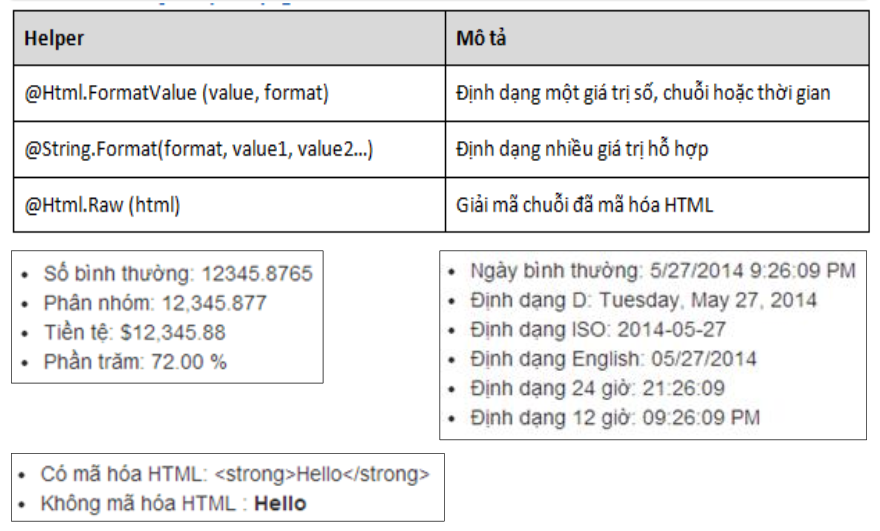 Helper
Mô tả
@Html.FormatValue (value, format)
Định dạng một giá trị số, chuỗi hoặc thời gian
@String.Format(format, value1, value2...)
Định dạng nhiều giá trị hỗ hợp
@Html.Raw (html)
Giải mã chuỗi đã mã hóa HTML
• Số bình thường: 12345.8765
• Phân nhóm: 12,345.877
• Tiền tệ: $12,345.88
• Phần trăm: 72.00 %
• Ngày bình thường: 5/27/2014 9:26:09 PM
• Định dạng D: Tuesday, May 27, 2014
• Định dạng ISO: 2014-05-27
• Định dạng English: 05/27/2014
• Định dạng 24 giờ: 21:26:09
• Định dạng 12 giờ: 09:26:09 PM
• Có mã hóa HTML: <strong>Hello</strong>
• Không mã hóa HTML : Hello